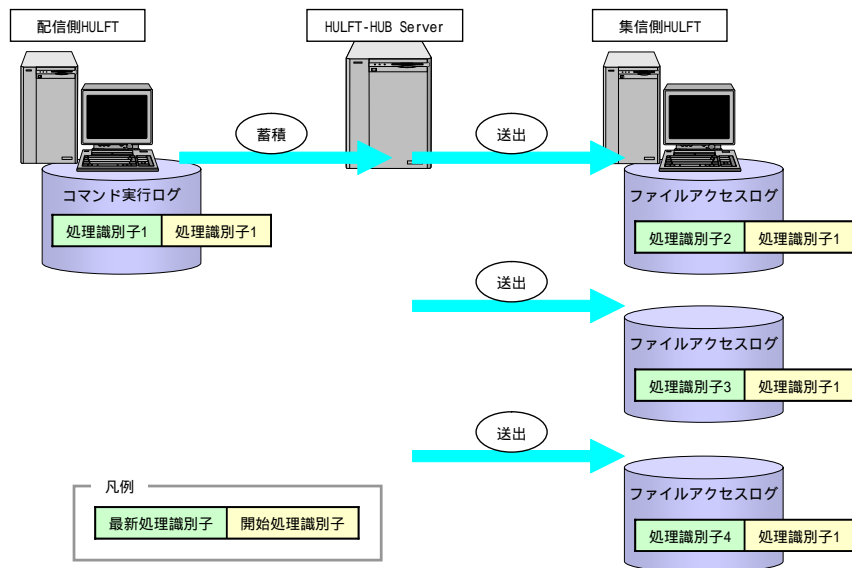 配信側HULFT
HULFT-HUB Server
集信側HULFT
蓄積
送出
コマンド実行ログ
処理識別子1 処理識別子1
ファイルアクセスログ
処理識別子2 処理識別子1
送出
ファイルアクセスログ
処理識別子3 処理識別子1
送出
ファイルアクセスログ
処理識別子4 処理識別子1
凡例
最新処理識別子 開始処理識別子